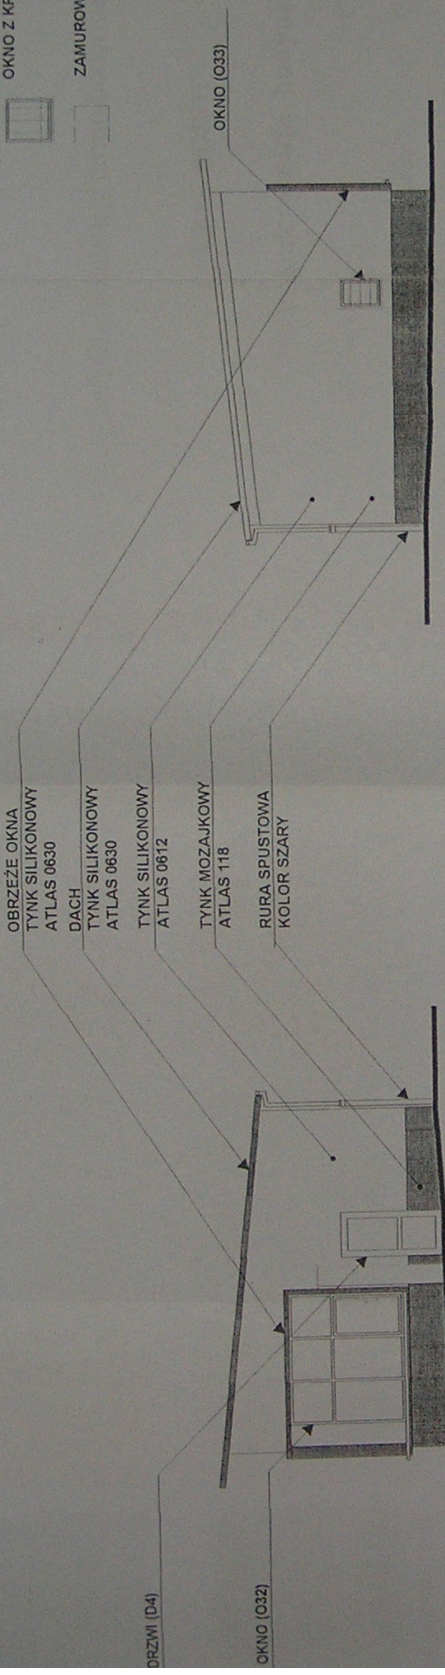 OKNO Z
OKNO (O33)
OBRZEŻE OKNA
TYNK SILIKONOWY
ATLAS 0630
DACH
TYNK SILIKONOWY
ATLAS 0630
TYNK SILIKONOWY
ATLAS 0612
TYNK MOZAJKOWY
ATLAS 118
RURA SPUSTOWA
KOLOR SZARY
DRZWI (D4)
OKNO (O32)